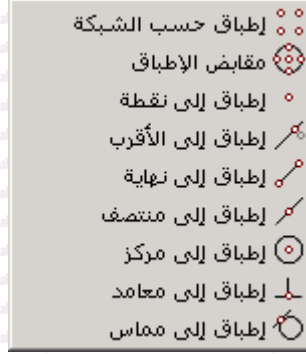 إطباق حسب الشبكة
مقابض الإطباق
إطباق إلى نقطة
إطباق إلى الأقرب
إطباق إلى نهاية
إطباق إلى منتصف
إطباق إلى مركز
إطباق إلى معامد
إطباق إلى مماس